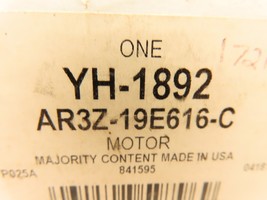 ONE
YH-1892
AR3Z-19E616-C
MOTOR
MAJORITY CONTENT MADE IN USA
841595